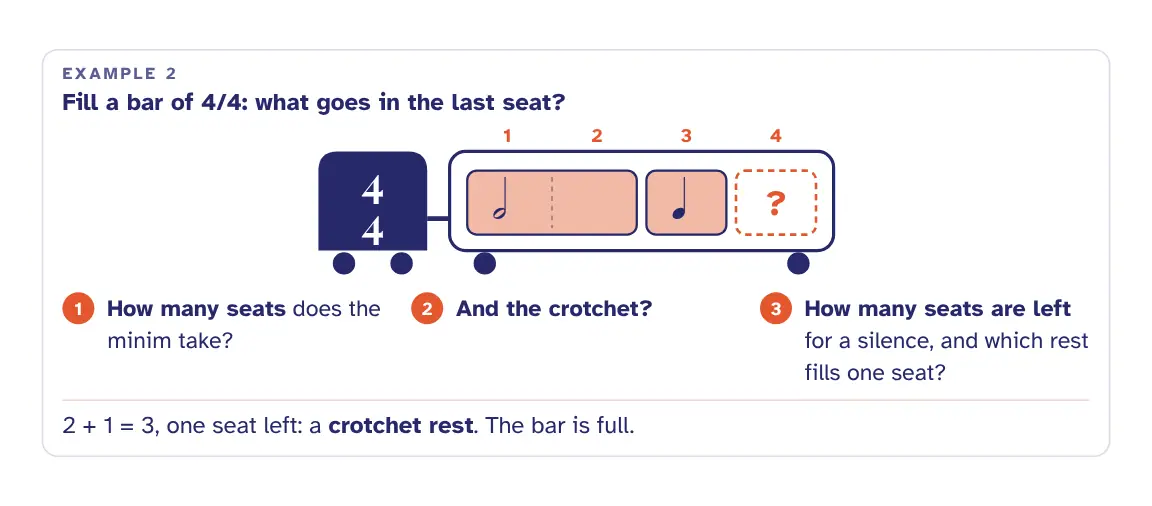 EXAMPLE 2
Fill a bar of 4/4: what goes in the last seat?
1 2 3 4
4
4
?
1 How many seats does the
minim take?
2 And the crotchet?
3 How many seats are left
for a silence, and which rest
fills one seat?
2 + 1 = 3, one seat left: a crotchet rest. The bar is full.